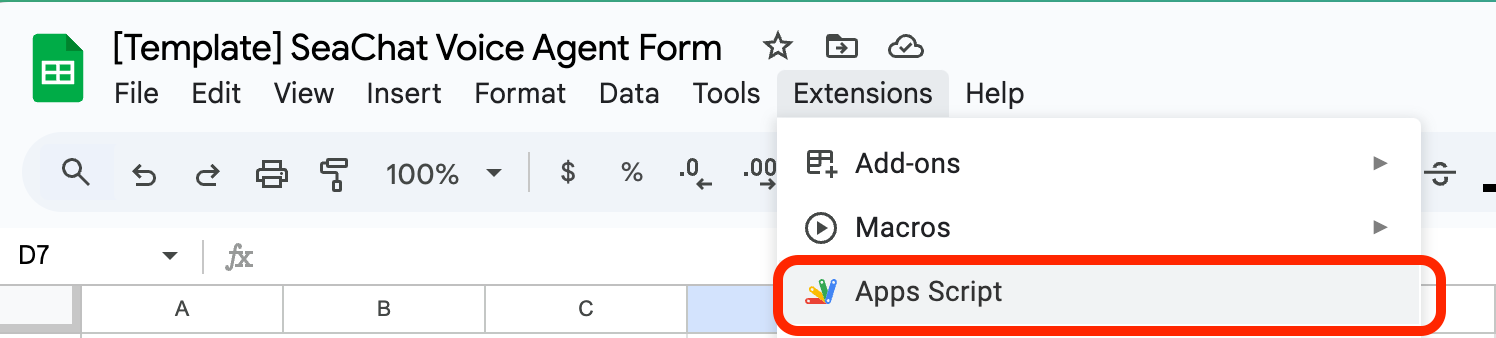 [Template] SeaChat Voice Agent Form
File Edit View Insert Format Data Tools Extensions Help
100% $ % .0 .00
Add-ons
Macros
D7 fx
Apps Script
A B C